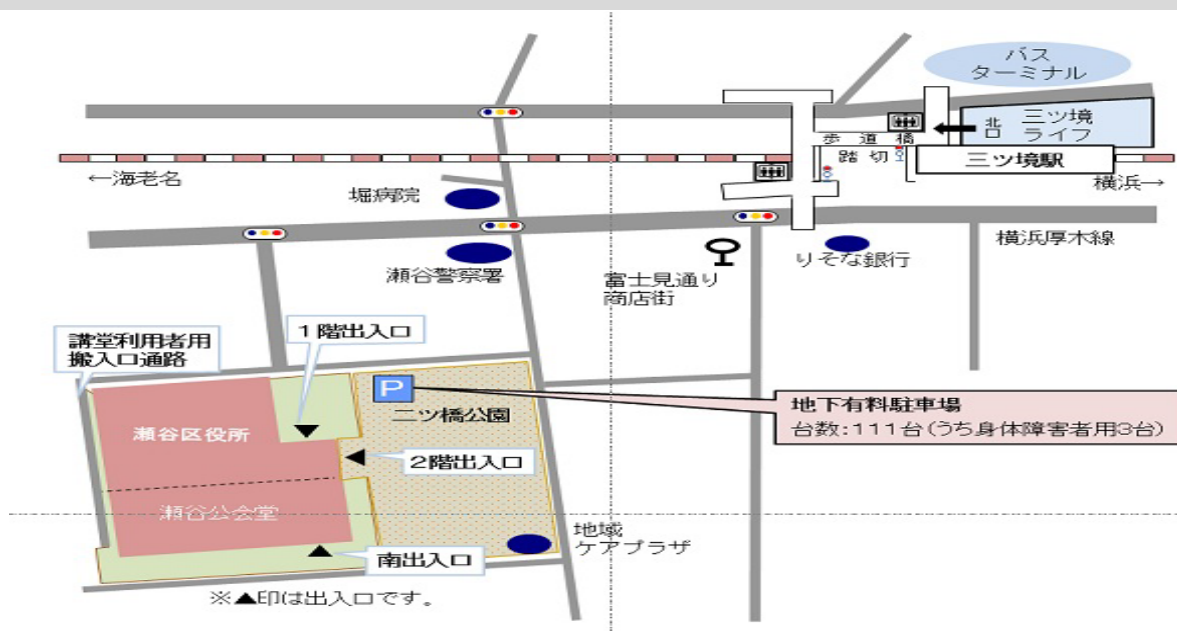 バス
ターミナル
北口
三ツ境
ライフ
歩道橋
踏切
三ツ境駅
←海老名
横浜→
堀病院
横浜厚木線
瀬谷警察署
りそな銀行
富士見通り
商店街
講堂利用者用
搬入口通路
1階出入口
P
二ツ橋公園
地下有料駐車場
台数:111台(うち身体障害者用3台)
瀬谷区役所
2階出入口
瀬谷公会堂
地域
ケアプラザ
南出入口
※▲印は出入口です。